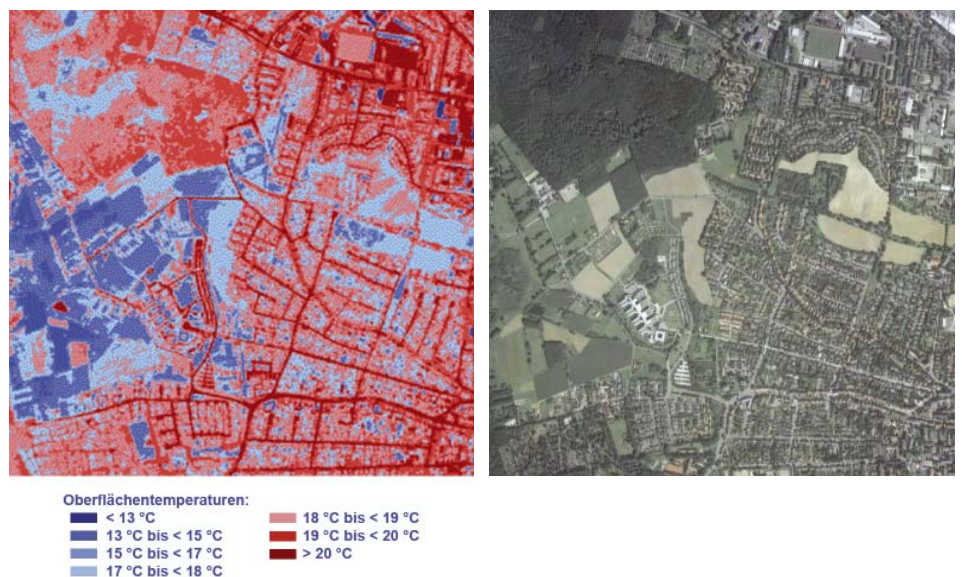 Oberflächentemperaturen:
< 13 °C
13 °C bis < 15 °C
15 °C bis < 17 °C
17 °C bis < 18 °C
18 °C bis < 19 °C
19 °C bis < 20 °C
> 20 °C